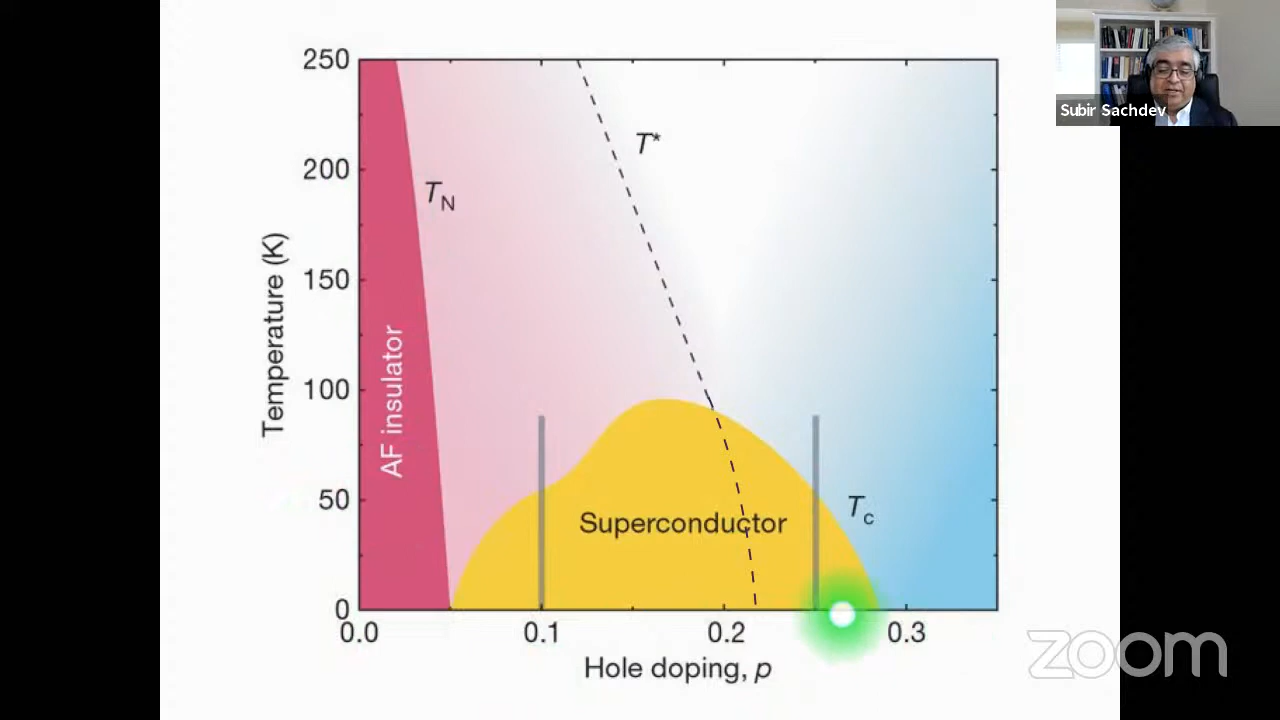 Subir Sachdev
250
200
150
100
50
0
Temperature (K)
AF insulator
T_N
T*
Superconductor
T_c
0.0 0.1 0.2 0.3
Hole doping, p
zoom